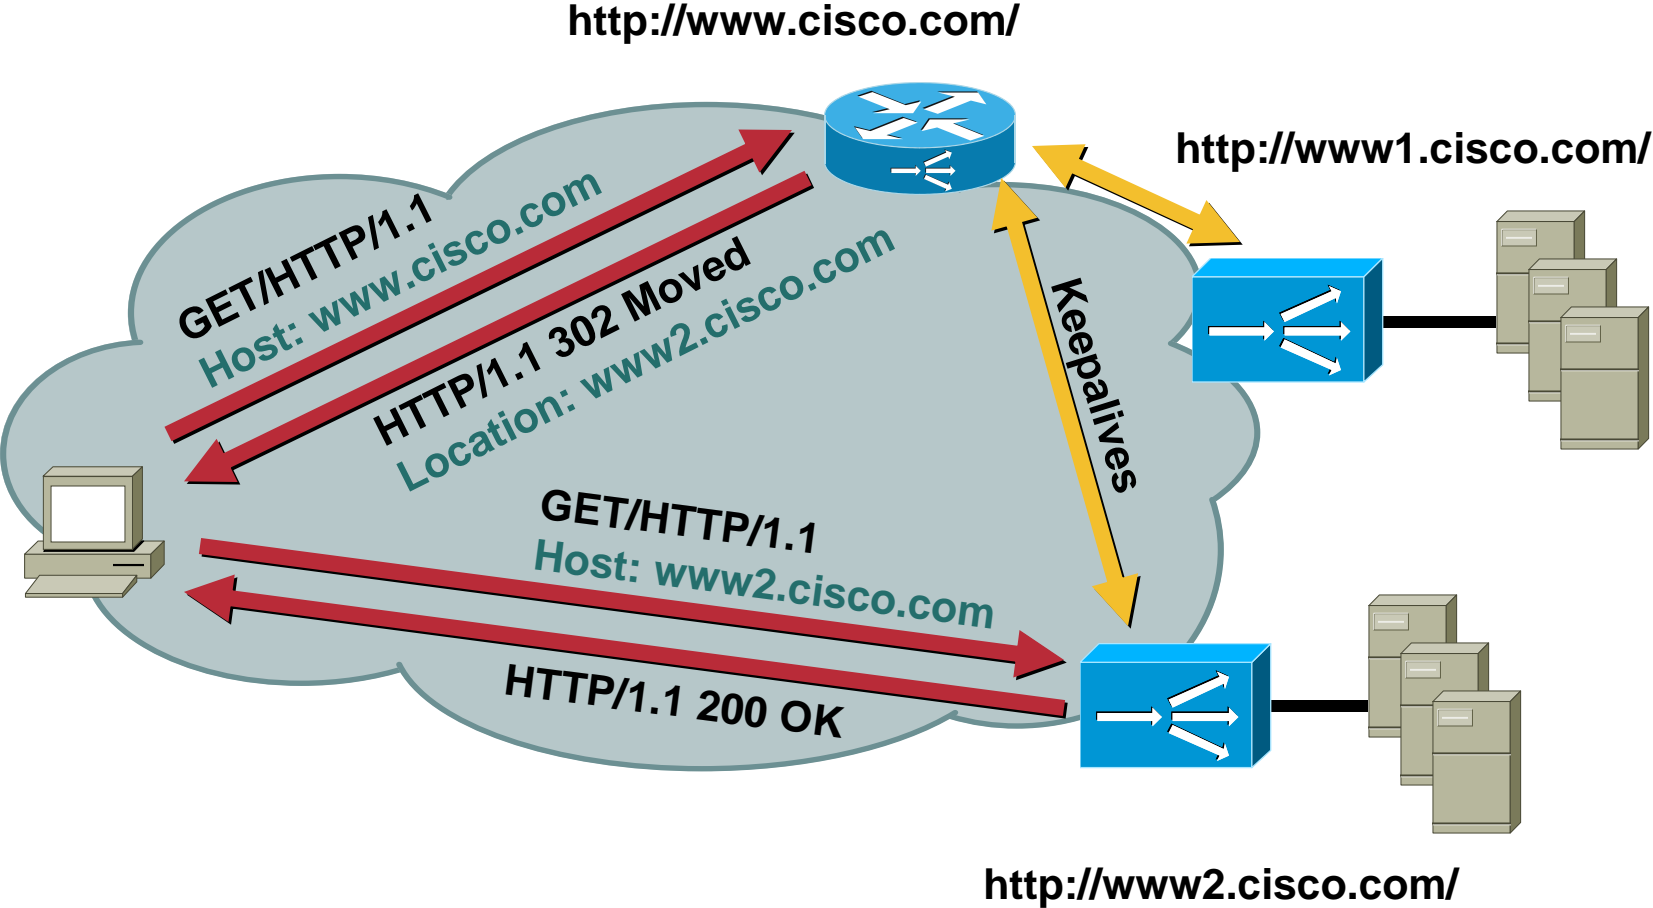 http://www.cisco.com/
http://www1.cisco.com/
GET/HTTP/1.1
Host: www.cisco.com
HTTP/1.1 302 Moved
Location: www2.cisco.com
Keepalives
GET/HTTP/1.1
Host: www2.cisco.com
HTTP/1.1 200 OK
http://www2.cisco.com/